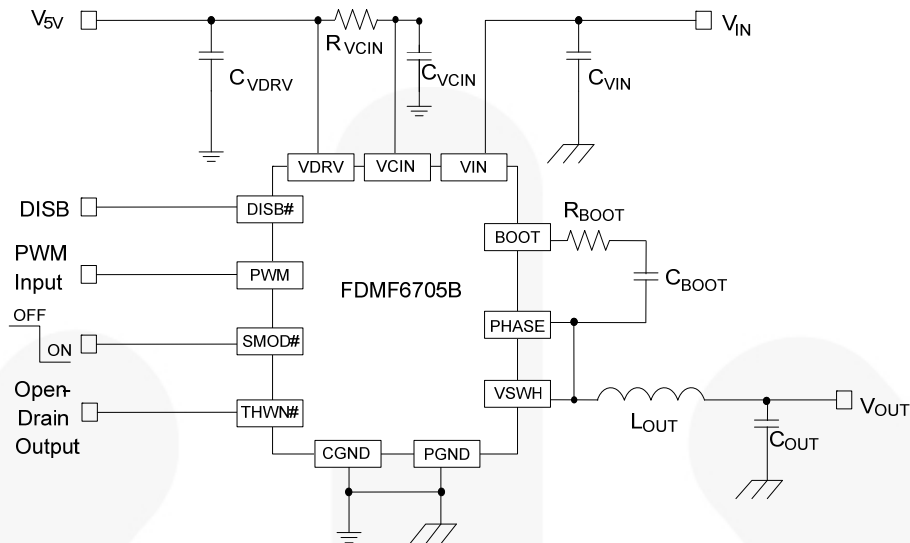 V5V
RVCIN
CVDRV
CVCIN
VIN
CVIN
VDRV
VCIN
VIN
DISB
DISB#
BOOT
RBOOT
PWM
Input
PWM
CBOOT
FDMF6705B
OFF
ON
SMOD#
PHASE
Open-
Drain
Output
THWN#
VSWH
LOUT
VOUT
COUT
CGND
PGND